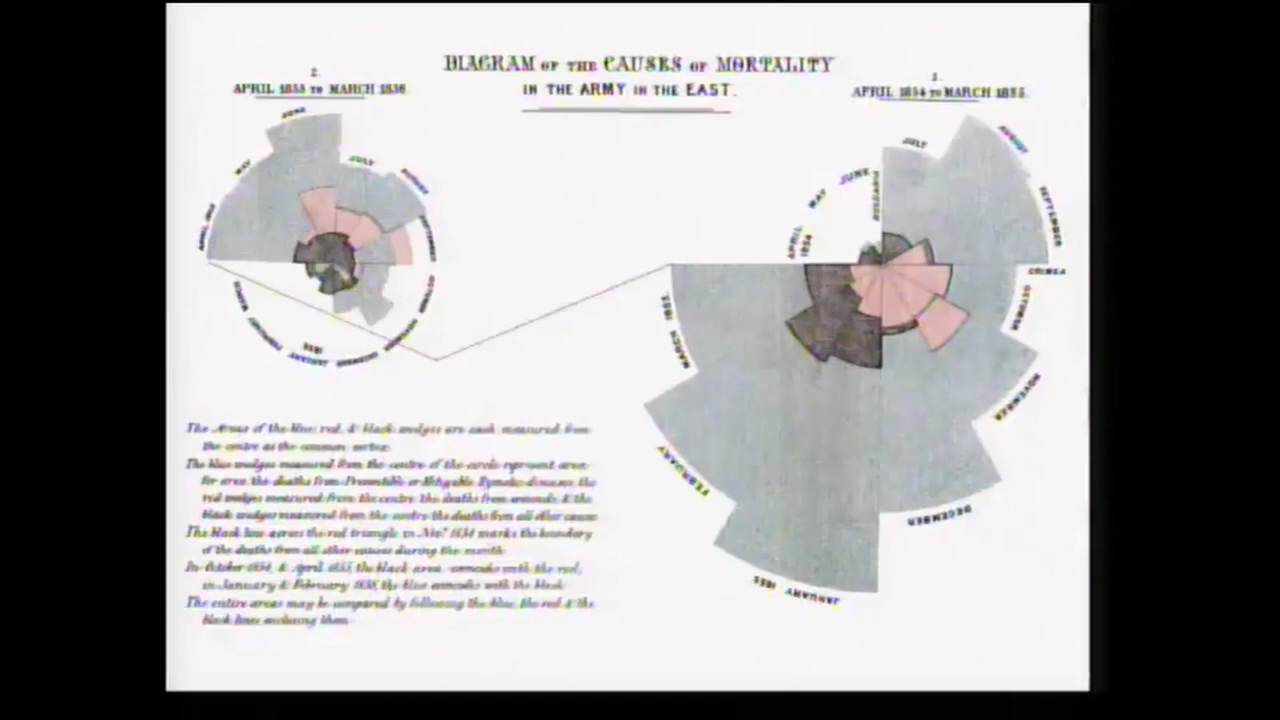 DIAGRAM OF THE CAUSES OF MORTALITY
IN THE ARMY IN THE EAST.
2.
APRIL 1855 TO MARCH 1856.
1.
APRIL 1854 TO MARCH 1855.
JUNE
MAY
JULY
AUGUST
APRIL 1855
SEPTEMBER
OCTOBER
NOVEMBER
DECEMBER
JANUARY
1856
FEBRUARY
MARCH
JULY
AUGUST
JUNE
MAY
BULGARIA
APRIL
1854
SEPTEMBER
CRIMEA
OCTOBER
NOVEMBER
DECEMBER
JANUARY 1855
FEBRUARY
MARCH 1855.
The Areas of the blue, red, & black wedges are each measured from
the centre as the common vertex
The blue wedges measured from the centre of the circle represent area
for area the deaths from Preventible or Mitigable Zymotic diseases, the
red wedges measured from the centre the deaths from wounds, & the
black wedges measured from the centre the deaths from all other causes
The black line across the red triangle in Novr. 1854 marks the boundary
of the deaths from all other causes during the month
In October 1854, & April 1855, the black area coincides with the red,
in January & February 1856, the blue coincides with the black
The entire areas may be compared by following the blue, the red & the
black lines enclosing them